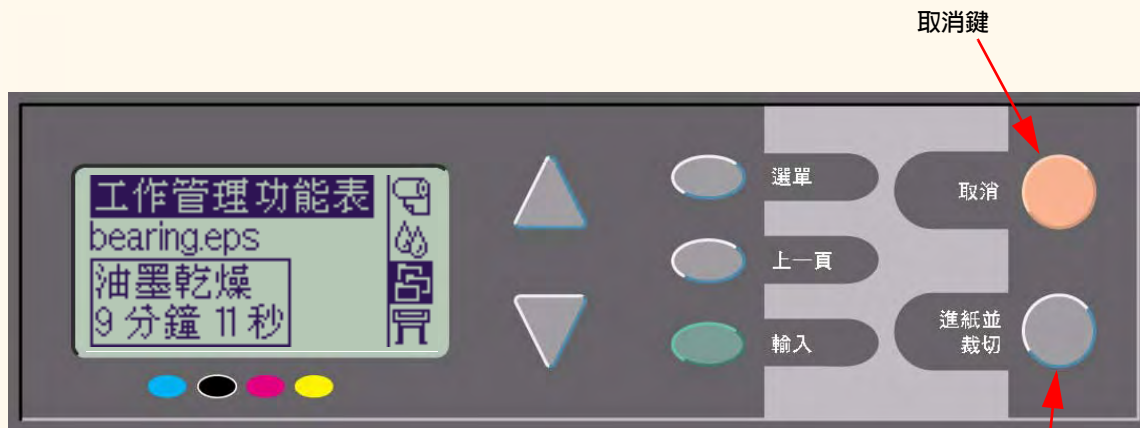 取消鍵
工作管理功能表
bearing.eps
油墨乾燥
9 分鐘 11 秒
選單
上一頁
輸入
取消
進紙並
裁切